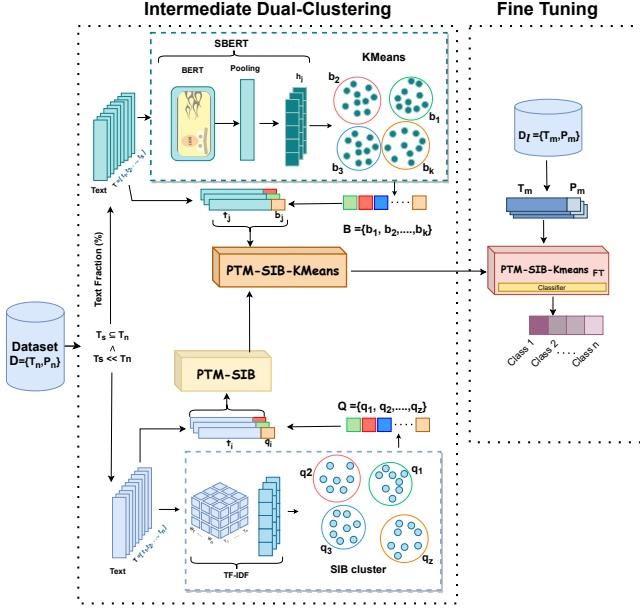 Intermediate Dual-Clustering
Fine Tuning
SBERT
BERT
Pooling
h_j
KMeans
b_2
b_1
b_3
b_k
Text
t_j
b_j
B ={b_1, b_2,....,b_k}
Text Fraction (%)
PTM-SIB-KMeans
Dataset
D={T_n,P_n}
T_s ⊆ T_n
∧
Ts << Tn
PTM-SIB
Q ={q_1, q_2,....,q_z}
t_i
q_i
Text
TF-IDF
q2
q_1
q_3
q_z
SIB cluster
D_l ={T_m,P_m}
T_m
P_m
PTM-SIB-Kmeans FT
Classifier
Class 1
Class 2
....
Class n